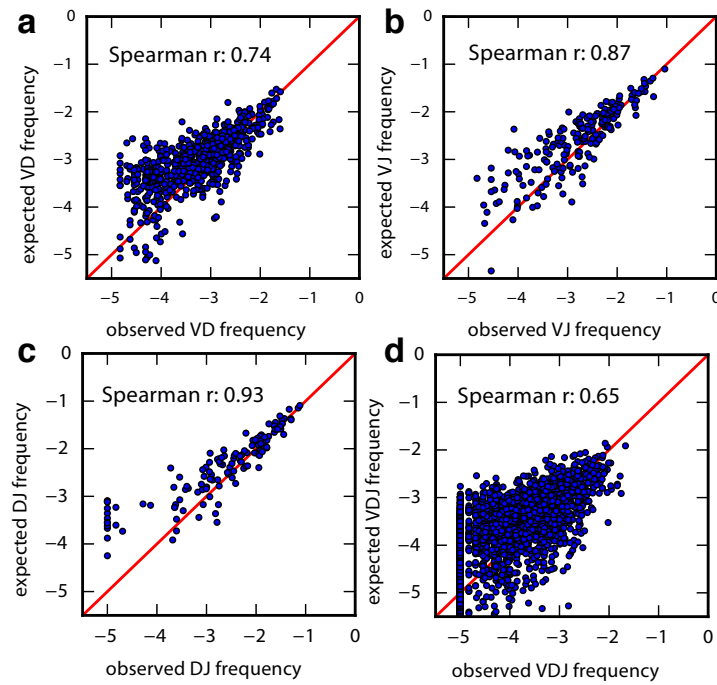 a
Spearman r: 0.74
0
−1
−2
−3
−4
−5
expected VD frequency
−5 −4 −3 −2 −1 0
observed VD frequency
b
Spearman r: 0.87
0
−1
−2
−3
−4
−5
expected VJ frequency
−5 −4 −3 −2 −1 0
observed VJ frequency
c
Spearman r: 0.93
0
−1
−2
−3
−4
−5
expected DJ frequency
−5 −4 −3 −2 −1 0
observed DJ frequency
d
Spearman r: 0.65
0
−1
−2
−3
−4
−5
expected VDJ frequency
−5 −4 −3 −2 −1 0
observed VDJ frequency